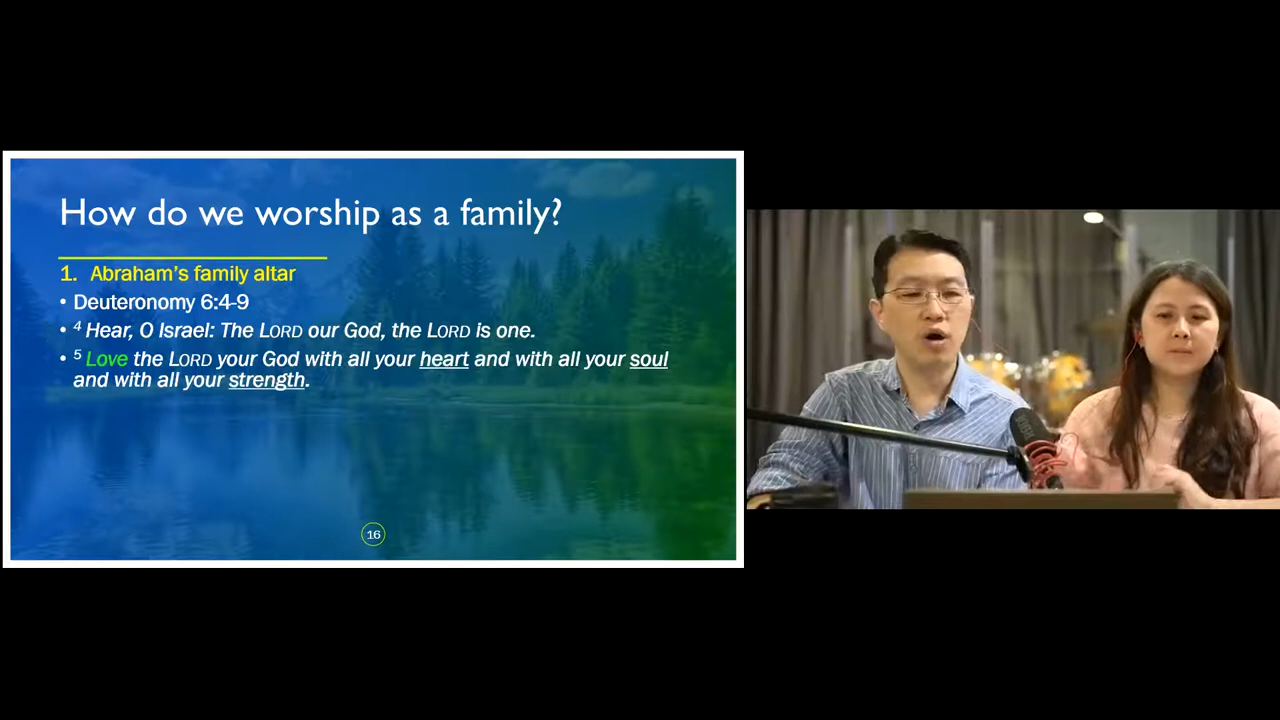 How do we worship as a family?
1. Abraham's family altar
• Deuteronomy 6:4-9
• 4 Hear, O Israel: The LORD our God, the LORD is one.
• 5 Love the LORD your God with all your heart and with all your soul
and with all your strength.
16